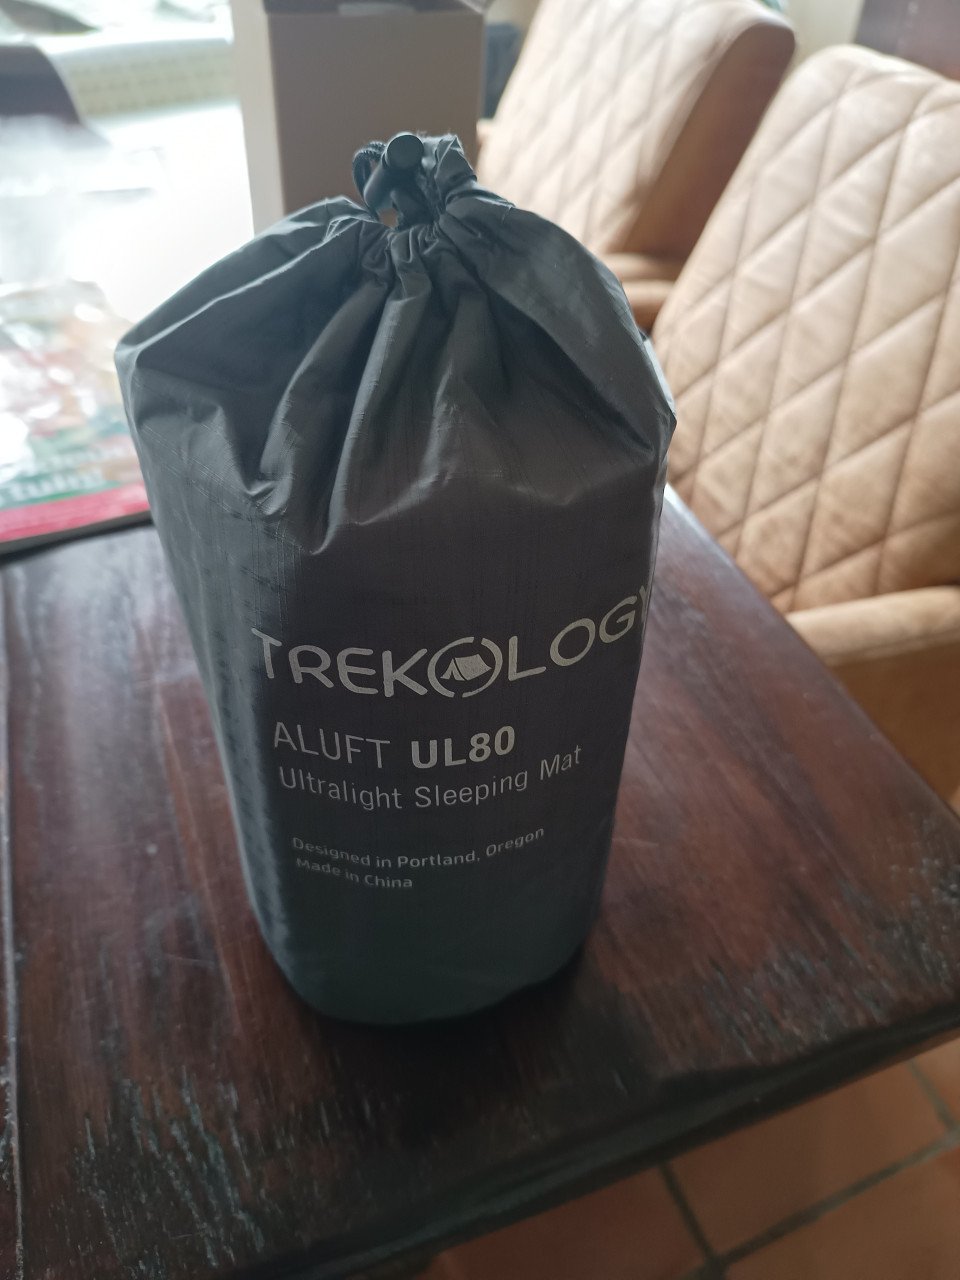 TREKOLOGY
ALUFT UL80
Ultralight Sleeping Mat
Designed in Portland, Oregon
Made in China